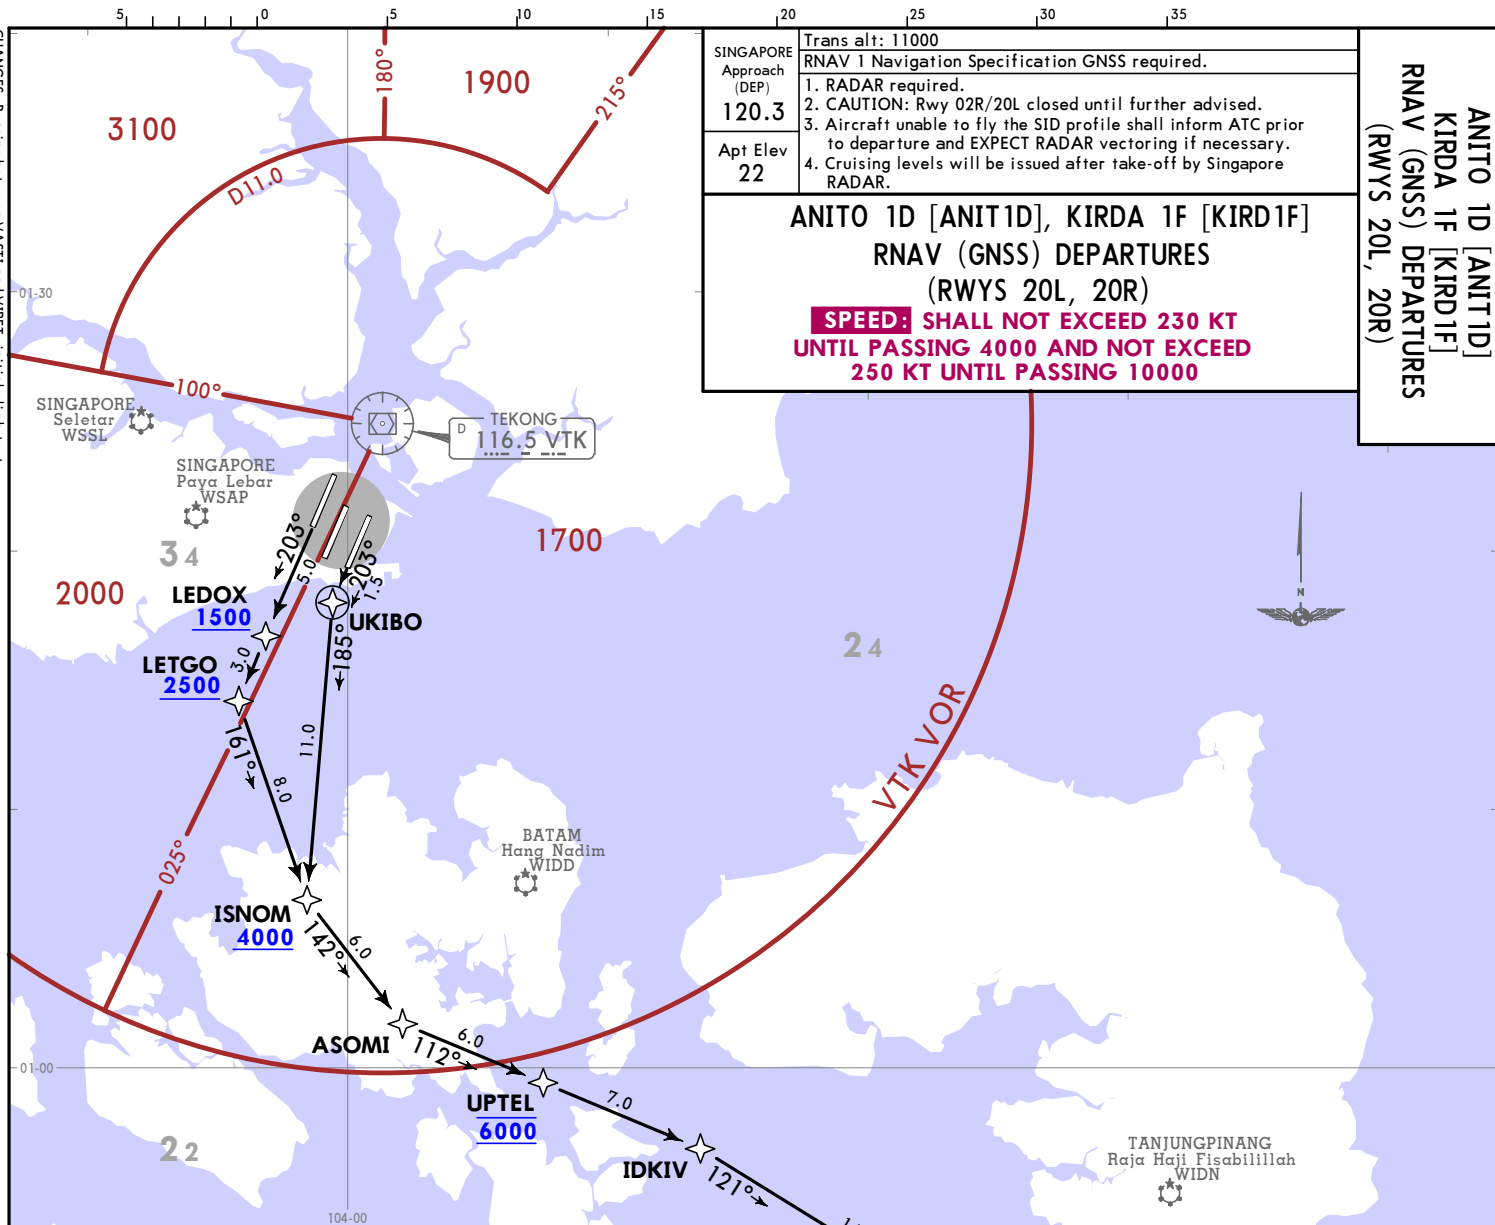 5 0 5 10 15 20 25 30 35
SINGAPORE
Approach
(DEP)
120.3
Apt Elev
22
Trans alt: 11000
RNAV 1 Navigation Specification GNSS required.
1. RADAR required.
2. CAUTION: Rwy 02R/20L closed until further advised.
3. Aircraft unable to fly the SID profile shall inform ATC prior
to departure and EXPECT RADAR vectoring if necessary.
4. Cruising levels will be issued after take-off by Singapore
RADAR.
ANITO 1D [ANIT1D], KIRDA 1F [KIRD1F]
RNAV (GNSS) DEPARTURES
(RWYS 20L, 20R)
SPEED: SHALL NOT EXCEED 230 KT
UNTIL PASSING 4000 AND NOT EXCEED
250 KT UNTIL PASSING 10000
ANITO 1D [ANIT1D]
KIRDA 1F [KIRD1F]
RNAV (GNSS) DEPARTURES
(RWYS 20L, 20R)
3100
180°
1900
215°
D11.0
01-30
100°
SINGAPORE
Seletar
WSSL
TEKONG
D 116.5 VTK
SINGAPORE
Paya Lebar
WSAP
34
203°
5.0
203°
1.5
1700
2000
LEDOX
1500
UKIBO
185°
3.0
LETGO
2500
161°
11.0
8.0
24
N
VTK VOR
BATAM
Hang Nadim
WIDD
025°
ISNOM
4000
142°
6.0
ASOMI
112°
6.0
01-00
UPTEL
6000
7.0
IDKIV
121°
22
TANJUNGPINANG
Raja Haji Fisabilillah
WIDN
104-00